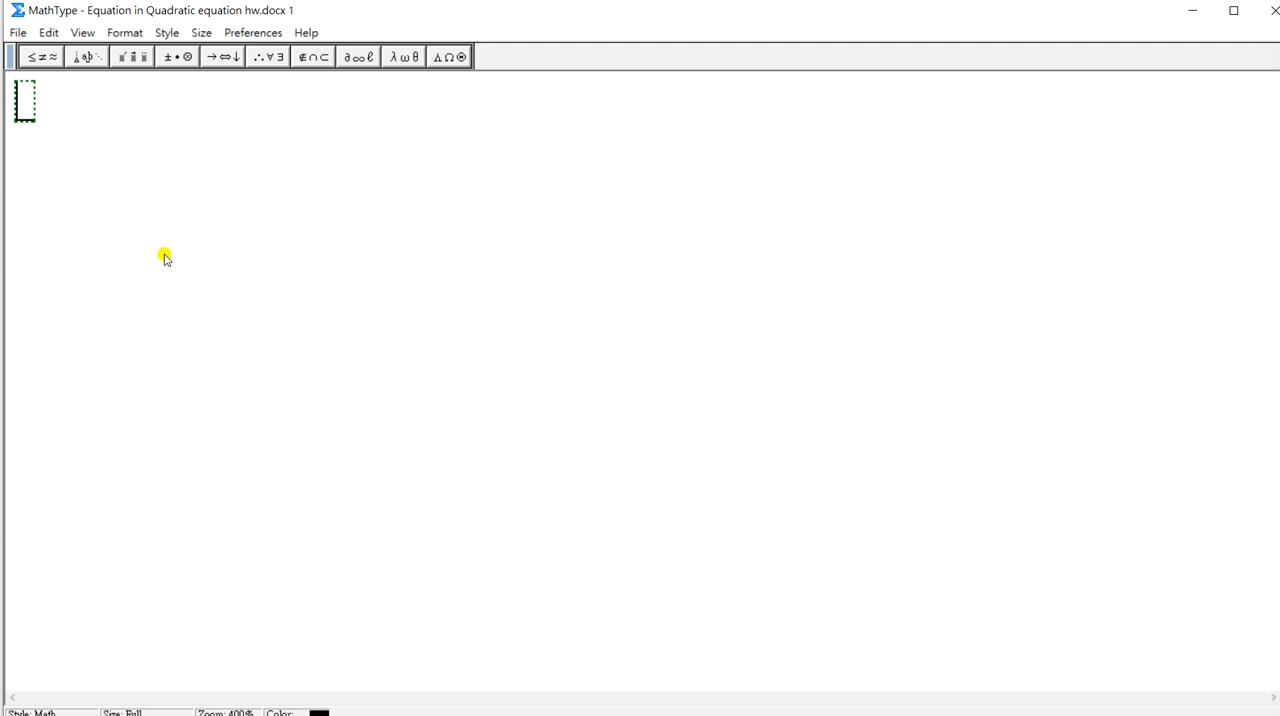 MathType - Equation in Quadratic equation hw.docx 1
File Edit View Format Style Size Preferences Help
≤≠≈ ±•⊗ →⇔↓ ∴∀∃ ∉∩⊂ ∂∞ℓ λωθ ΛΩ⊛
Style: Math Size: Full Zoom: 400% Color: